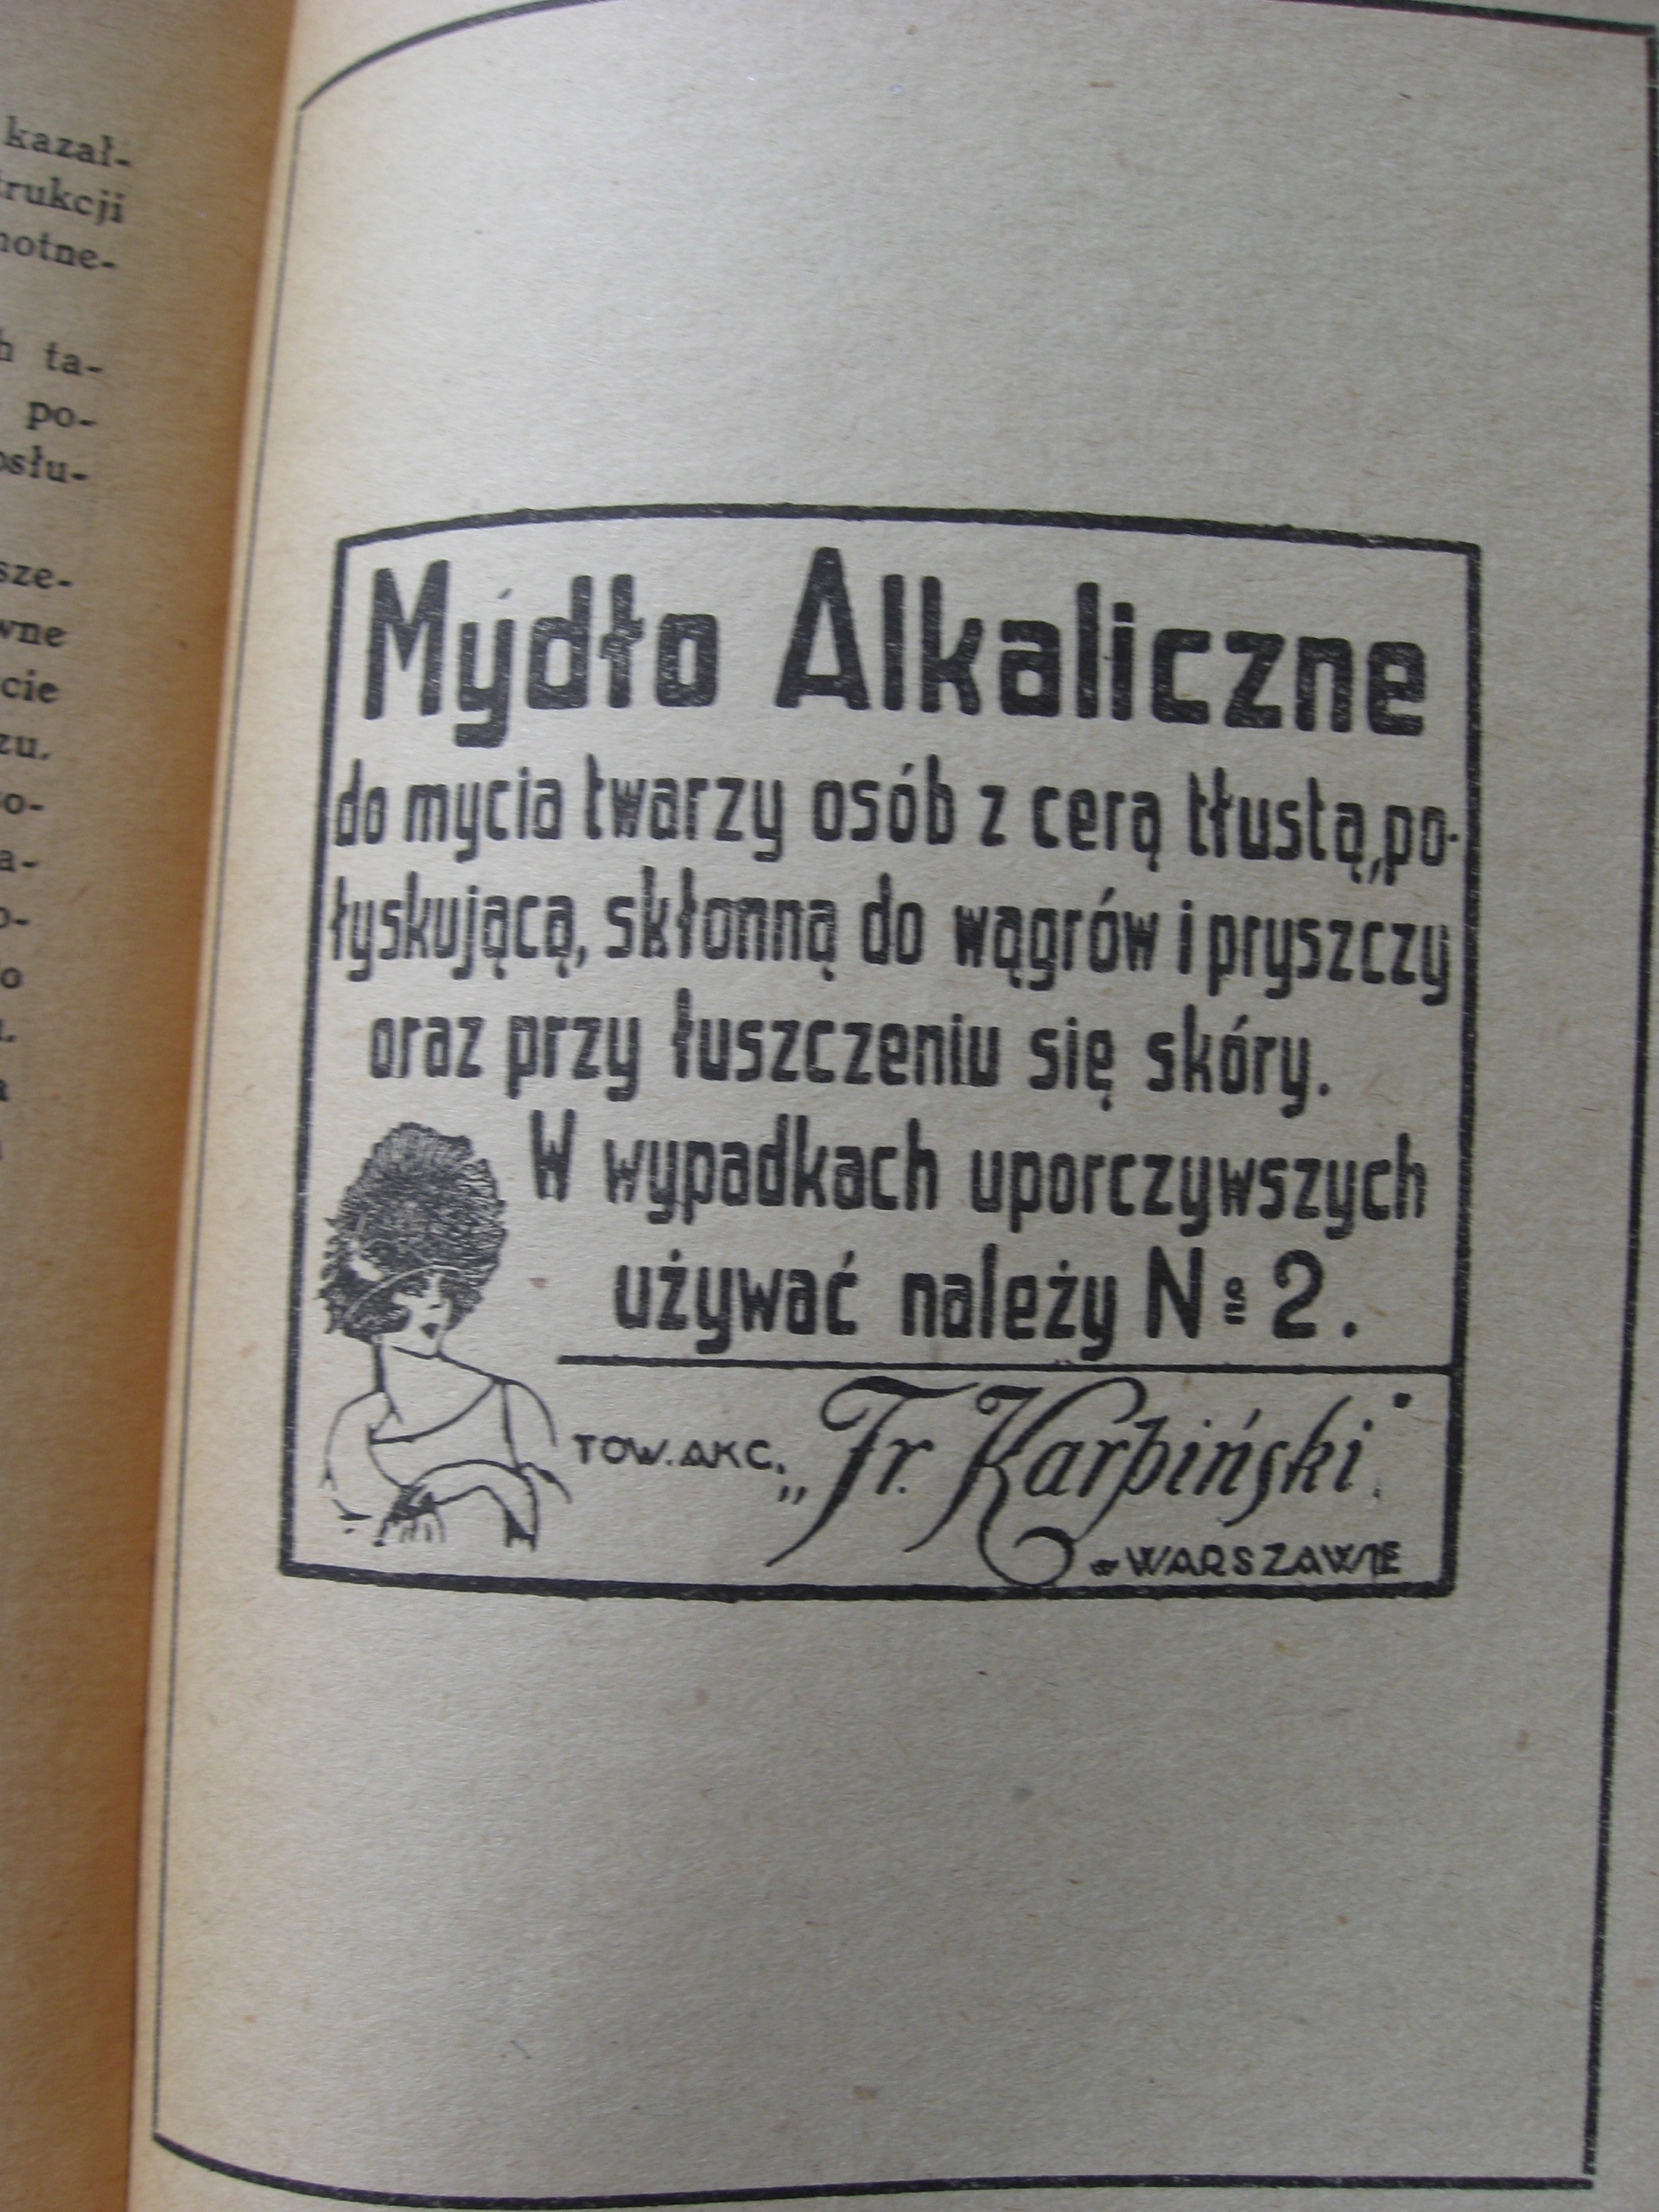 kazał-
trukcji
notne-
ta-
po-
osłu-
sze-
wne
cie
zu.
o-
a-
o-
o
Mydło Alkaliczne
do mycia twarzy osób z cerą tłustą, po-
łyskującą, skłonną do wągrów i pryszczy
oraz przy łuszczeniu się skóry.
W wypadkach uporczywszych
używać należy № 2.
TOW. AKC. „Fr. Karpiński"
w WARSZAWIE